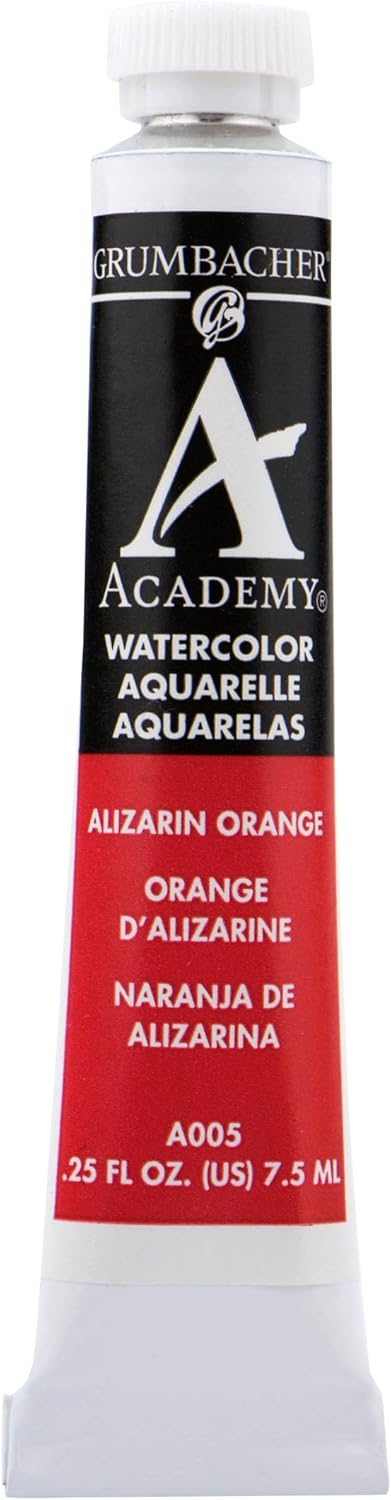 GRUMBACHER®
G
A
ACADEMY®
WATERCOLOR
AQUARELLE
AQUARELAS
ALIZARIN ORANGE
ORANGE
D'ALIZARINE
NARANJA DE
ALIZARINA
A005
.25 FL OZ. (US) 7.5 ML